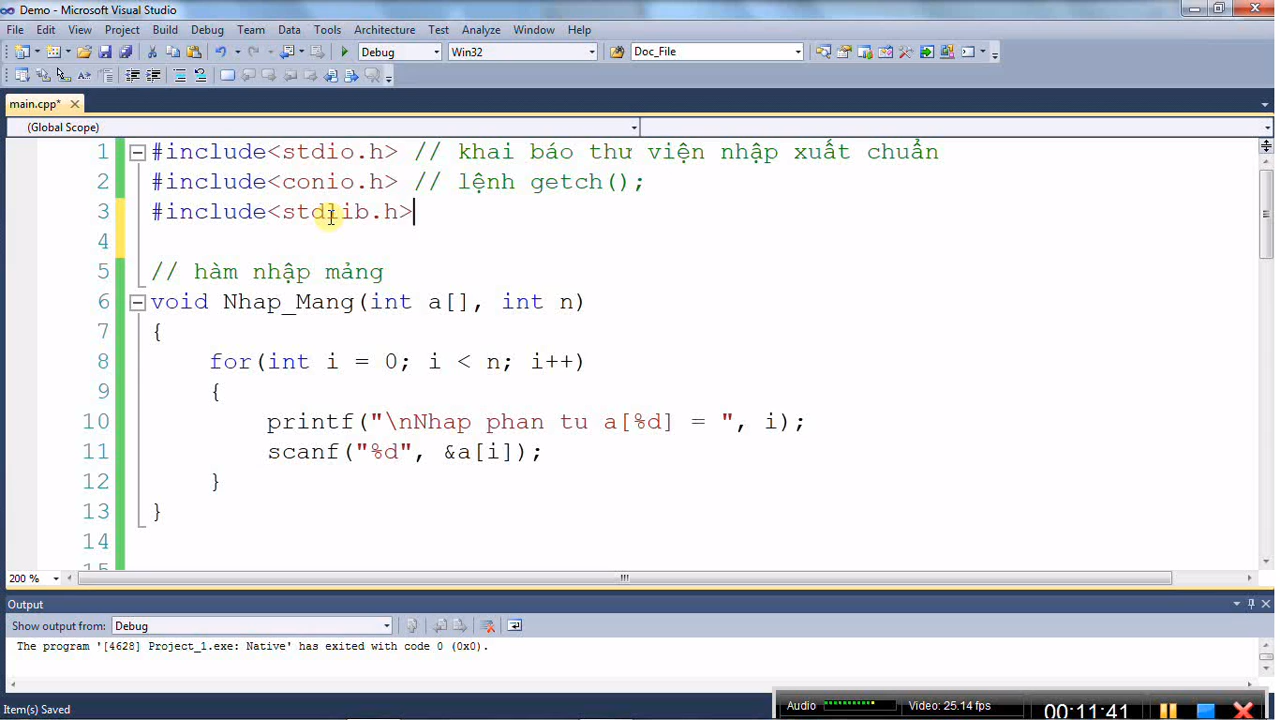 Demo - Microsoft Visual Studio
File Edit View Project Build Debug Team Data Tools Architecture Test Analyze Window Help
Debug Win32 Doc_File
main.cpp*
(Global Scope)
1 #include<stdio.h> // khai báo thư viện nhập xuất chuẩn
2 #include<conio.h> // lệnh getch();
3 #include<stdlib.h>
4
5 // hàm nhập mảng
6 void Nhap_Mang(int a[], int n)
7 {
8 for(int i = 0; i < n; i++)
9 {
10 printf("\nNhap phan tu a[%d] = ", i);
11 scanf("%d", &a[i]);
12 }
13 }
14
15
200 %
Output
Show output from: Debug
The program '[4628] Project_1.exe: Native' has exited with code 0 (0x0).
Item(s) Saved
Audio Video: 25.14 fps 00:11:41